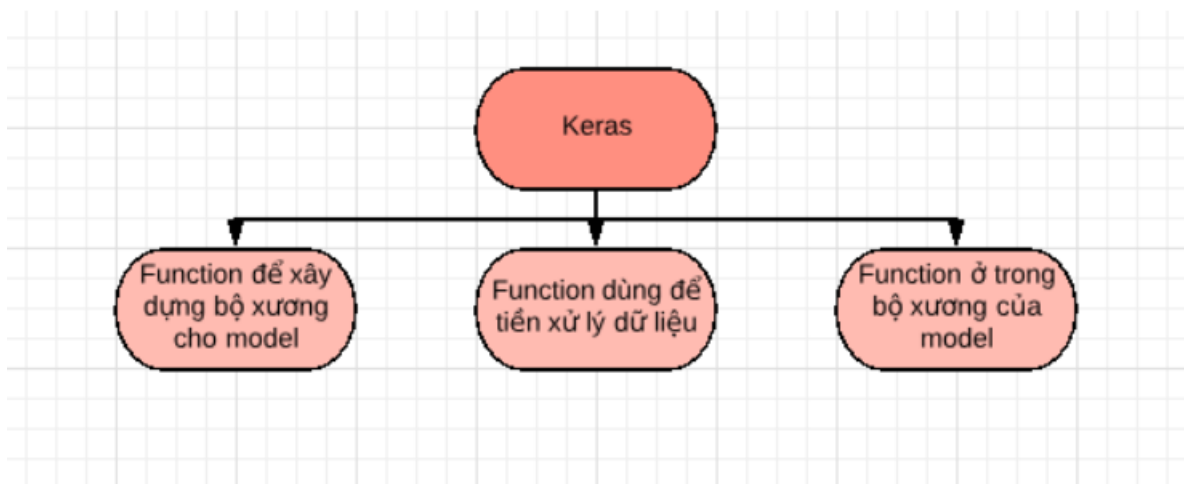 Keras
Function để xây
dựng bộ xương
cho model
Function dùng để
tiền xử lý dữ liệu
Function ở trong
bộ xương của
model